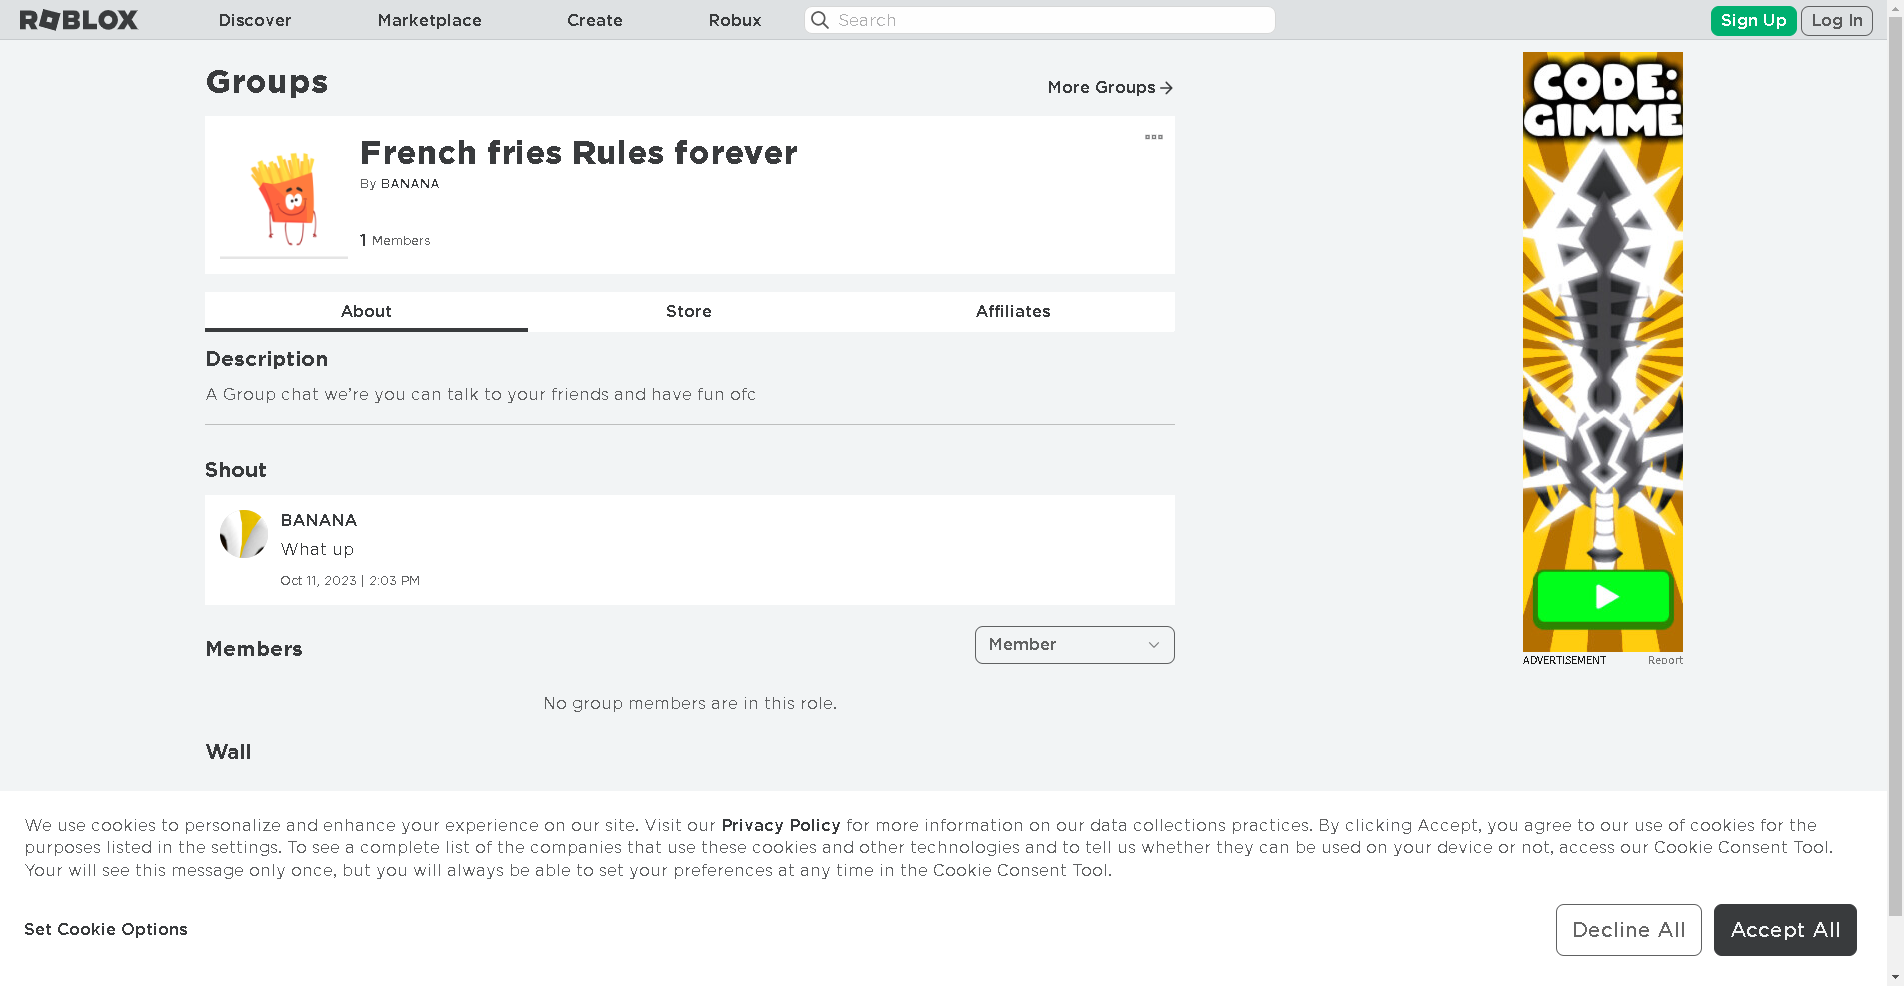 ROBLOX
Discover
Marketplace
Create
Robux
Search
Sign Up
Log In
Groups
More Groups
French fries Rules forever
By BANANA
1 Members
About
Store
Affiliates
Description
A Group chat we're you can talk to your friends and have fun ofc
Shout
BANANA
What up
Oct 11, 2023 | 2:03 PM
Members
Member
No group members are in this role.
Wall
CODE:
GIMME
ADVERTISEMENT
Report
We use cookies to personalize and enhance your experience on our site. Visit our Privacy Policy for more information on our data collections practices. By clicking Accept, you agree to our use of cookies for the
purposes listed in the settings. To see a complete list of the companies that use these cookies and other technologies and to tell us whether they can be used on your device or not, access our Cookie Consent Tool.
Your will see this message only once, but you will always be able to set your preferences at any time in the Cookie Consent Tool.
Set Cookie Options
Decline All
Accept All